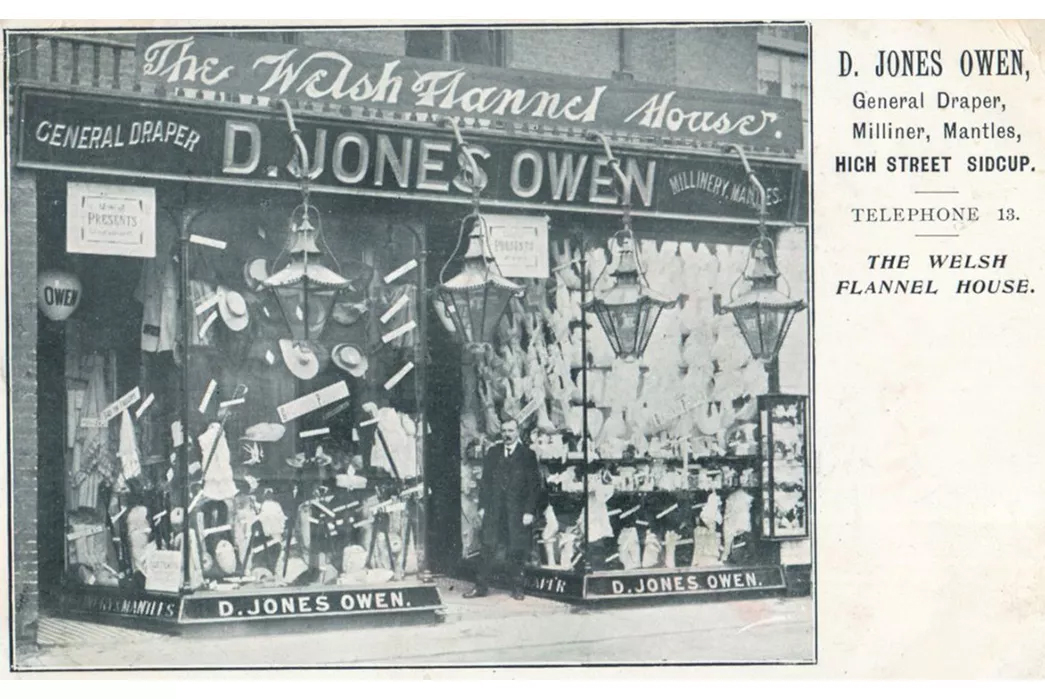 The Welsh Flannel House.
GENERAL DRAPER
D. JONES OWEN
MILLINERY, MANTLES.
PRESENTS
PRESENTS
OWEN
D. JONES OWEN.
D. JONES OWEN.
D. JONES OWEN,
General Draper,
Milliner, Mantles,
HIGH STREET SIDCUP.
TELEPHONE 13.
THE WELSH
FLANNEL HOUSE.